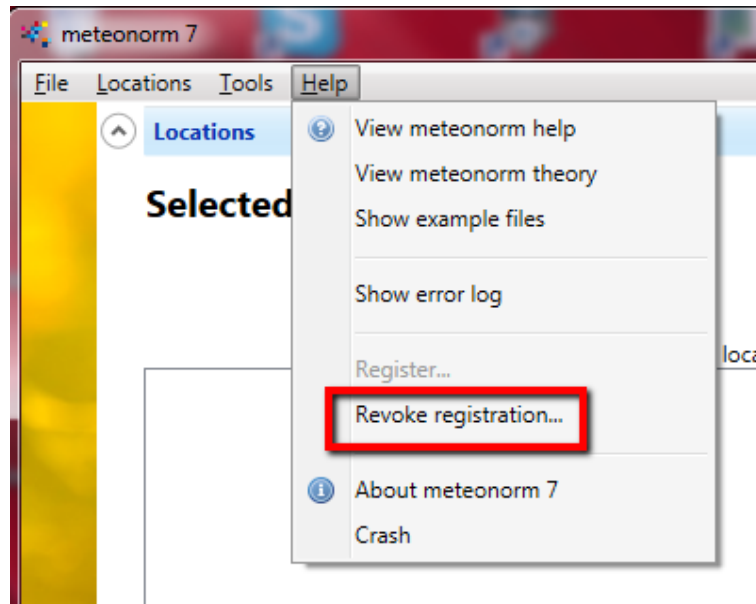 meteonorm 7
File Locations Tools Help
Locations
Selected
View meteonorm help
View meteonorm theory
Show example files
Show error log
Register...
Revoke registration...
About meteonorm 7
Crash